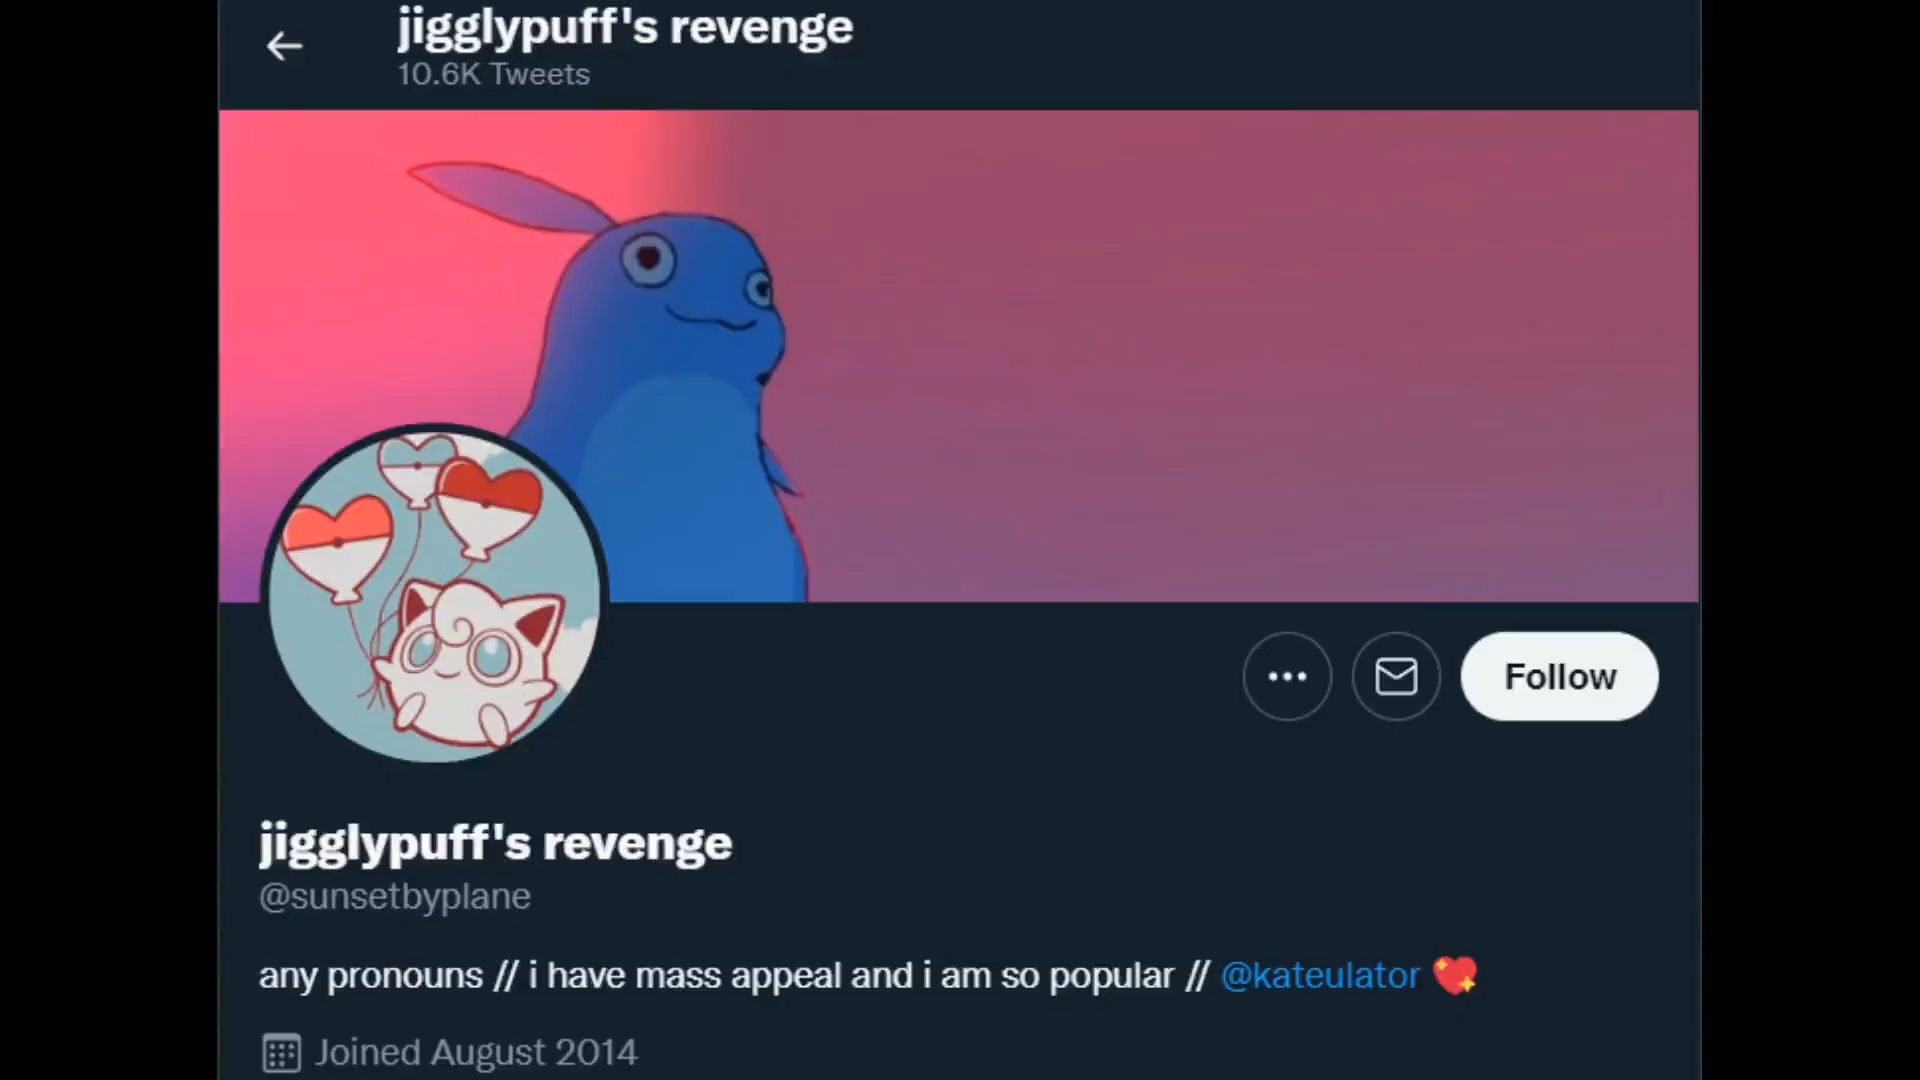 jigglypuff's revenge
10.6K Tweets
Follow
jigglypuff's revenge
@sunsetbyplane
any pronouns // i have mass appeal and i am so popular // @kateulator 💖
Joined August 2014